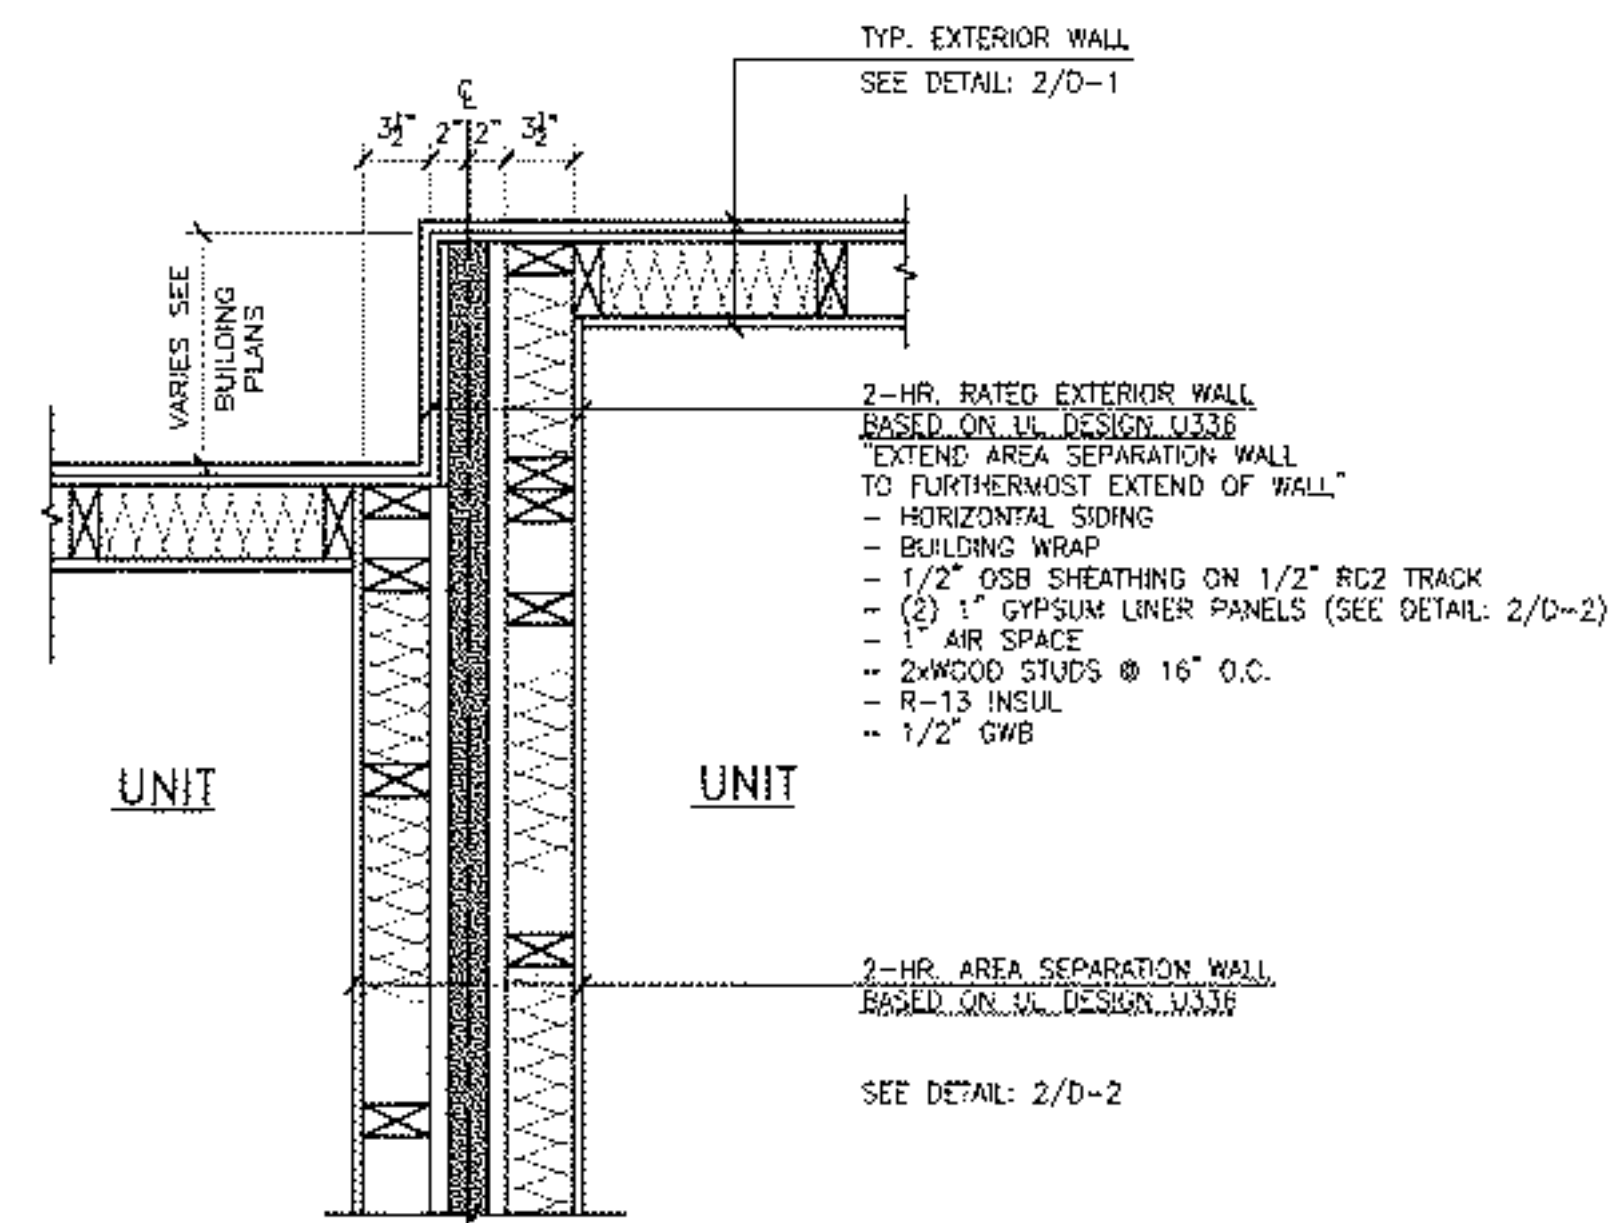 TYP. EXTERIOR WALL
SEE DETAIL: 2/D-1
℄
3½" 2" 2" 3½"
VARIES SEE
BUILDING
PLANS
2-HR. RATED EXTERIOR WALL
BASED ON UL DESIGN U336
"EXTEND AREA SEPARATION WALL
TO FURTHERMOST EXTEND OF WALL"
- HORIZONTAL SIDING
- BUILDING WRAP
- 1/2" OSB SHEATHING ON 1/2" RC2 TRACK
- (2) 1" GYPSUM LINER PANELS (SEE DETAIL: 2/D-2)
- 1" AIR SPACE
- 2xWOOD STUDS @ 16" O.C.
- R-13 INSUL
- 1/2" GWB
UNIT
UNIT
2-HR. AREA SEPARATION WALL
BASED ON UL DESIGN U336
SEE DETAIL: 2/D-2